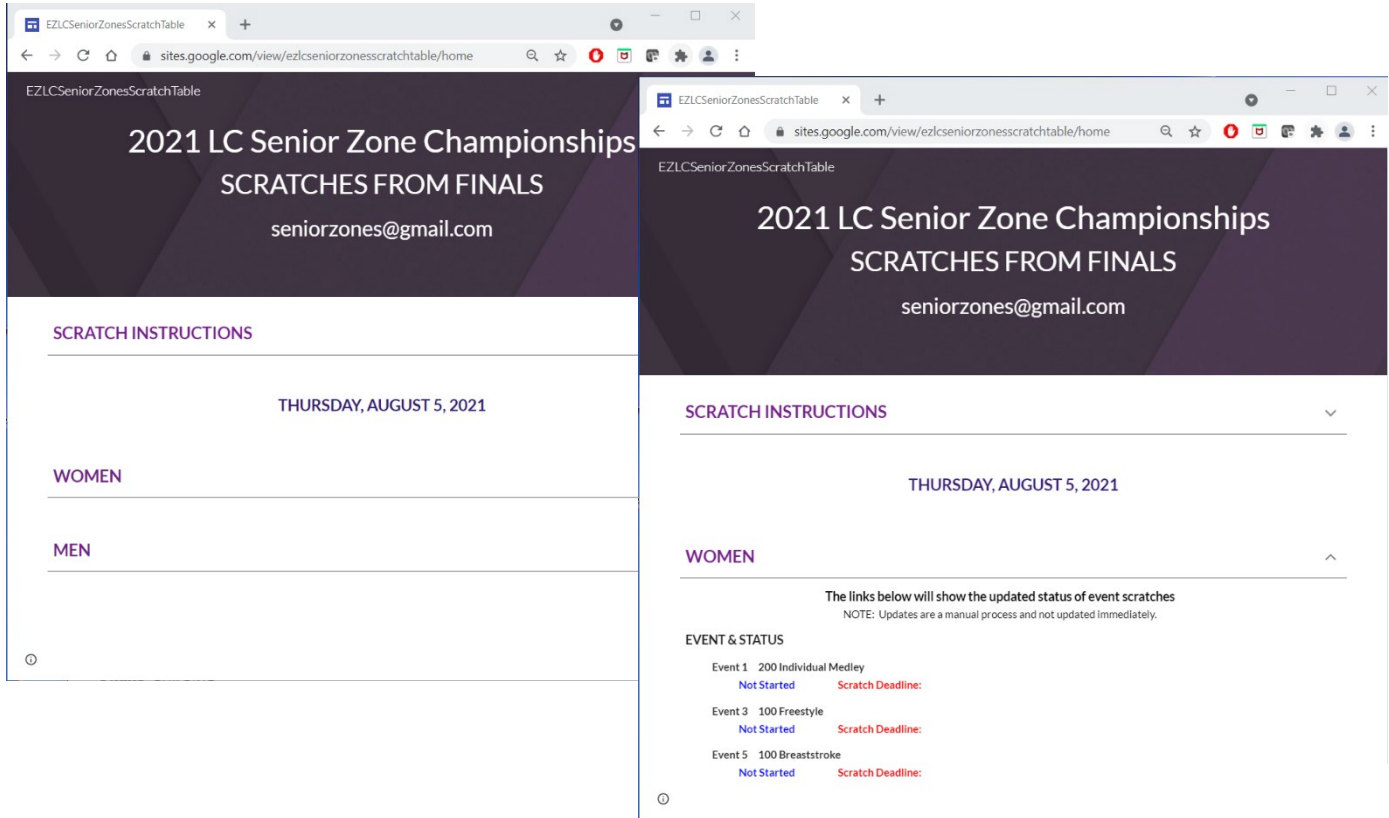 EZLCSeniorZonesScratchTable
sites.google.com/view/ezlcseniorzonesscratchtable/home
EZLCSeniorZonesScratchTable
2021 LC Senior Zone Championships
SCRATCHES FROM FINALS
seniorzones@gmail.com
SCRATCH INSTRUCTIONS
THURSDAY, AUGUST 5, 2021
WOMEN
MEN
EZLCSeniorZonesScratchTable
sites.google.com/view/ezlcseniorzonesscratchtable/home
EZLCSeniorZonesScratchTable
2021 LC Senior Zone Championships
SCRATCHES FROM FINALS
seniorzones@gmail.com
SCRATCH INSTRUCTIONS
THURSDAY, AUGUST 5, 2021
WOMEN
The links below will show the updated status of event scratches
NOTE: Updates are a manual process and not updated immediately.
EVENT & STATUS
Event 1 200 Individual Medley
Not Started Scratch Deadline:
Event 3 100 Freestyle
Not Started Scratch Deadline:
Event 5 100 Breaststroke
Not Started Scratch Deadline: